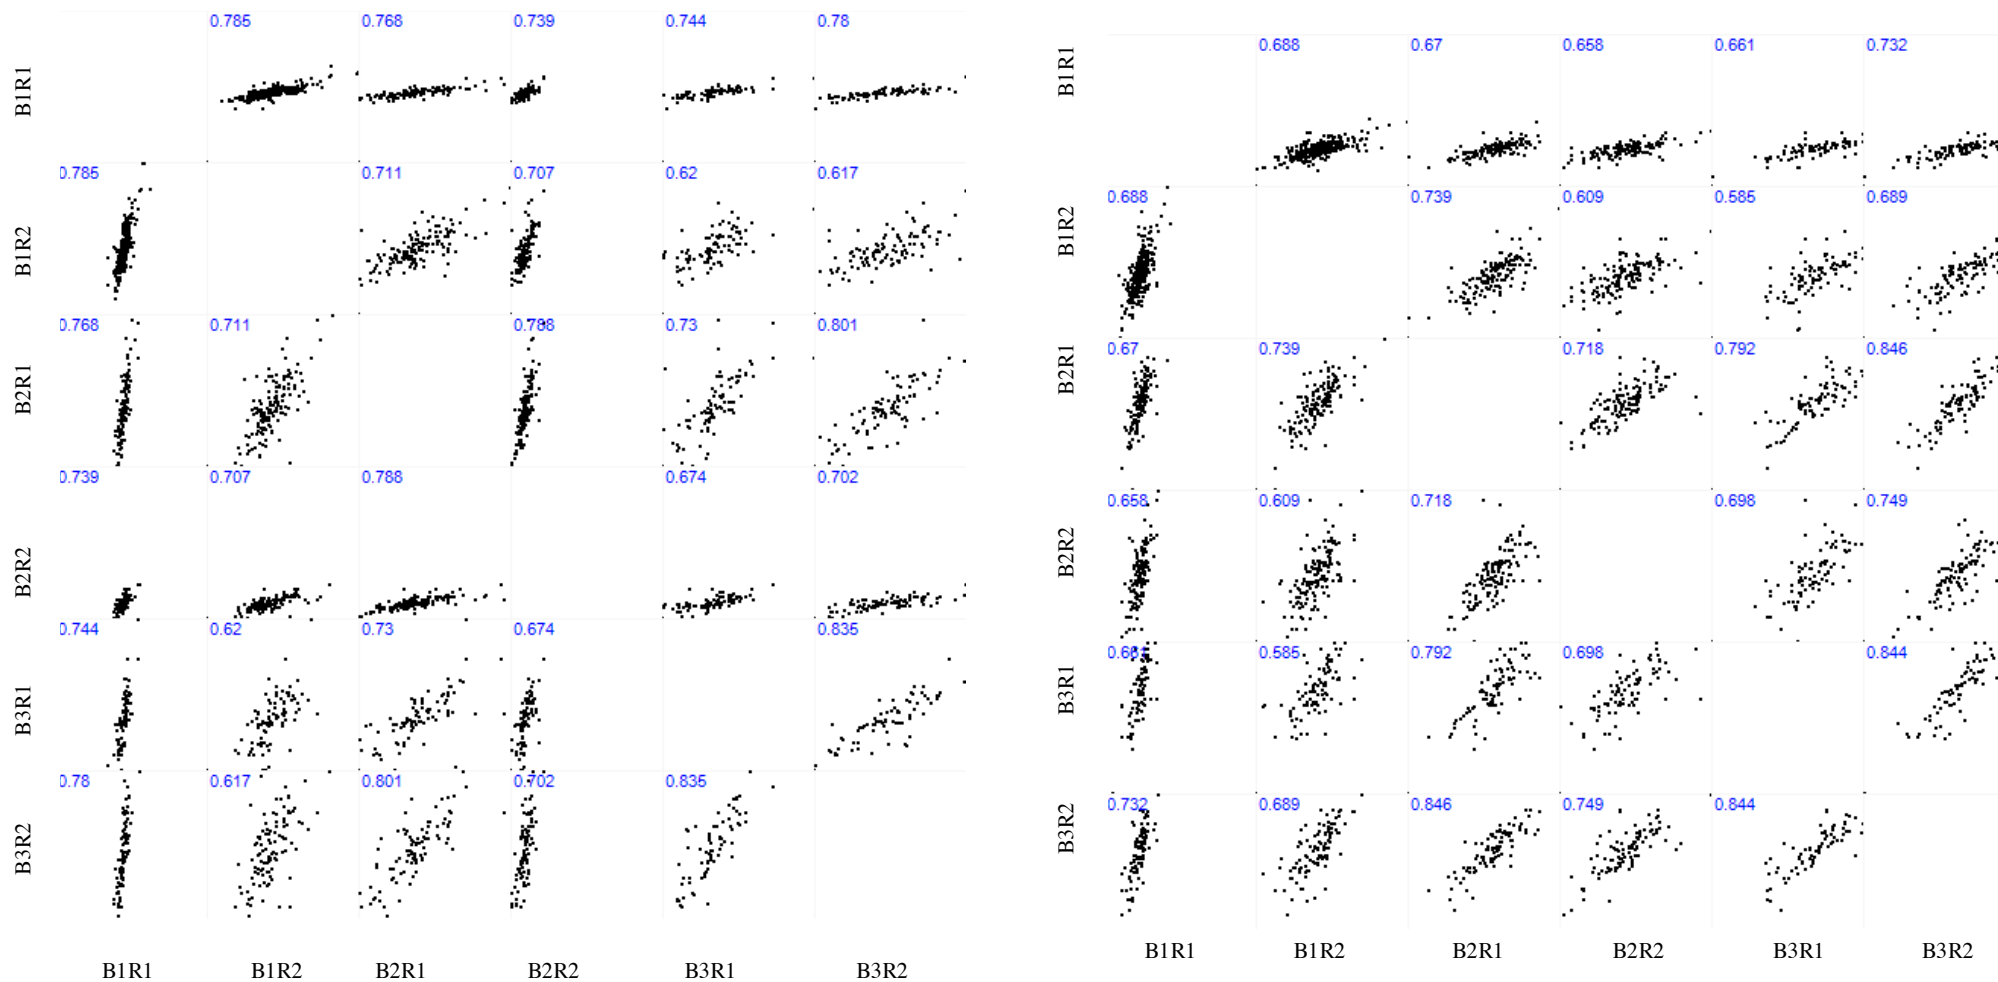 0.785 0.768 0.739 0.744 0.78
B1R1
0.785 0.711 0.707 0.62 0.617
B1R2
0.768 0.711 0.788 0.73 0.801
B2R1
0.739 0.707 0.788 0.674 0.702
B2R2
0.744 0.62 0.73 0.674 0.835
B3R1
0.78 0.617 0.801 0.702 0.835
B3R2
B1R1 B1R2 B2R1 B2R2 B3R1 B3R2
0.688 0.67 0.658 0.661 0.732
B1R1
0.688 0.739 0.609 0.585 0.689
B1R2
0.67 0.739 0.718 0.792 0.846
B2R1
0.658 0.609 0.718 0.698 0.749
B2R2
0.661 0.585 0.792 0.698 0.844
B3R1
0.732 0.689 0.846 0.749 0.844
B3R2
B1R1 B1R2 B2R1 B2R2 B3R1 B3R2